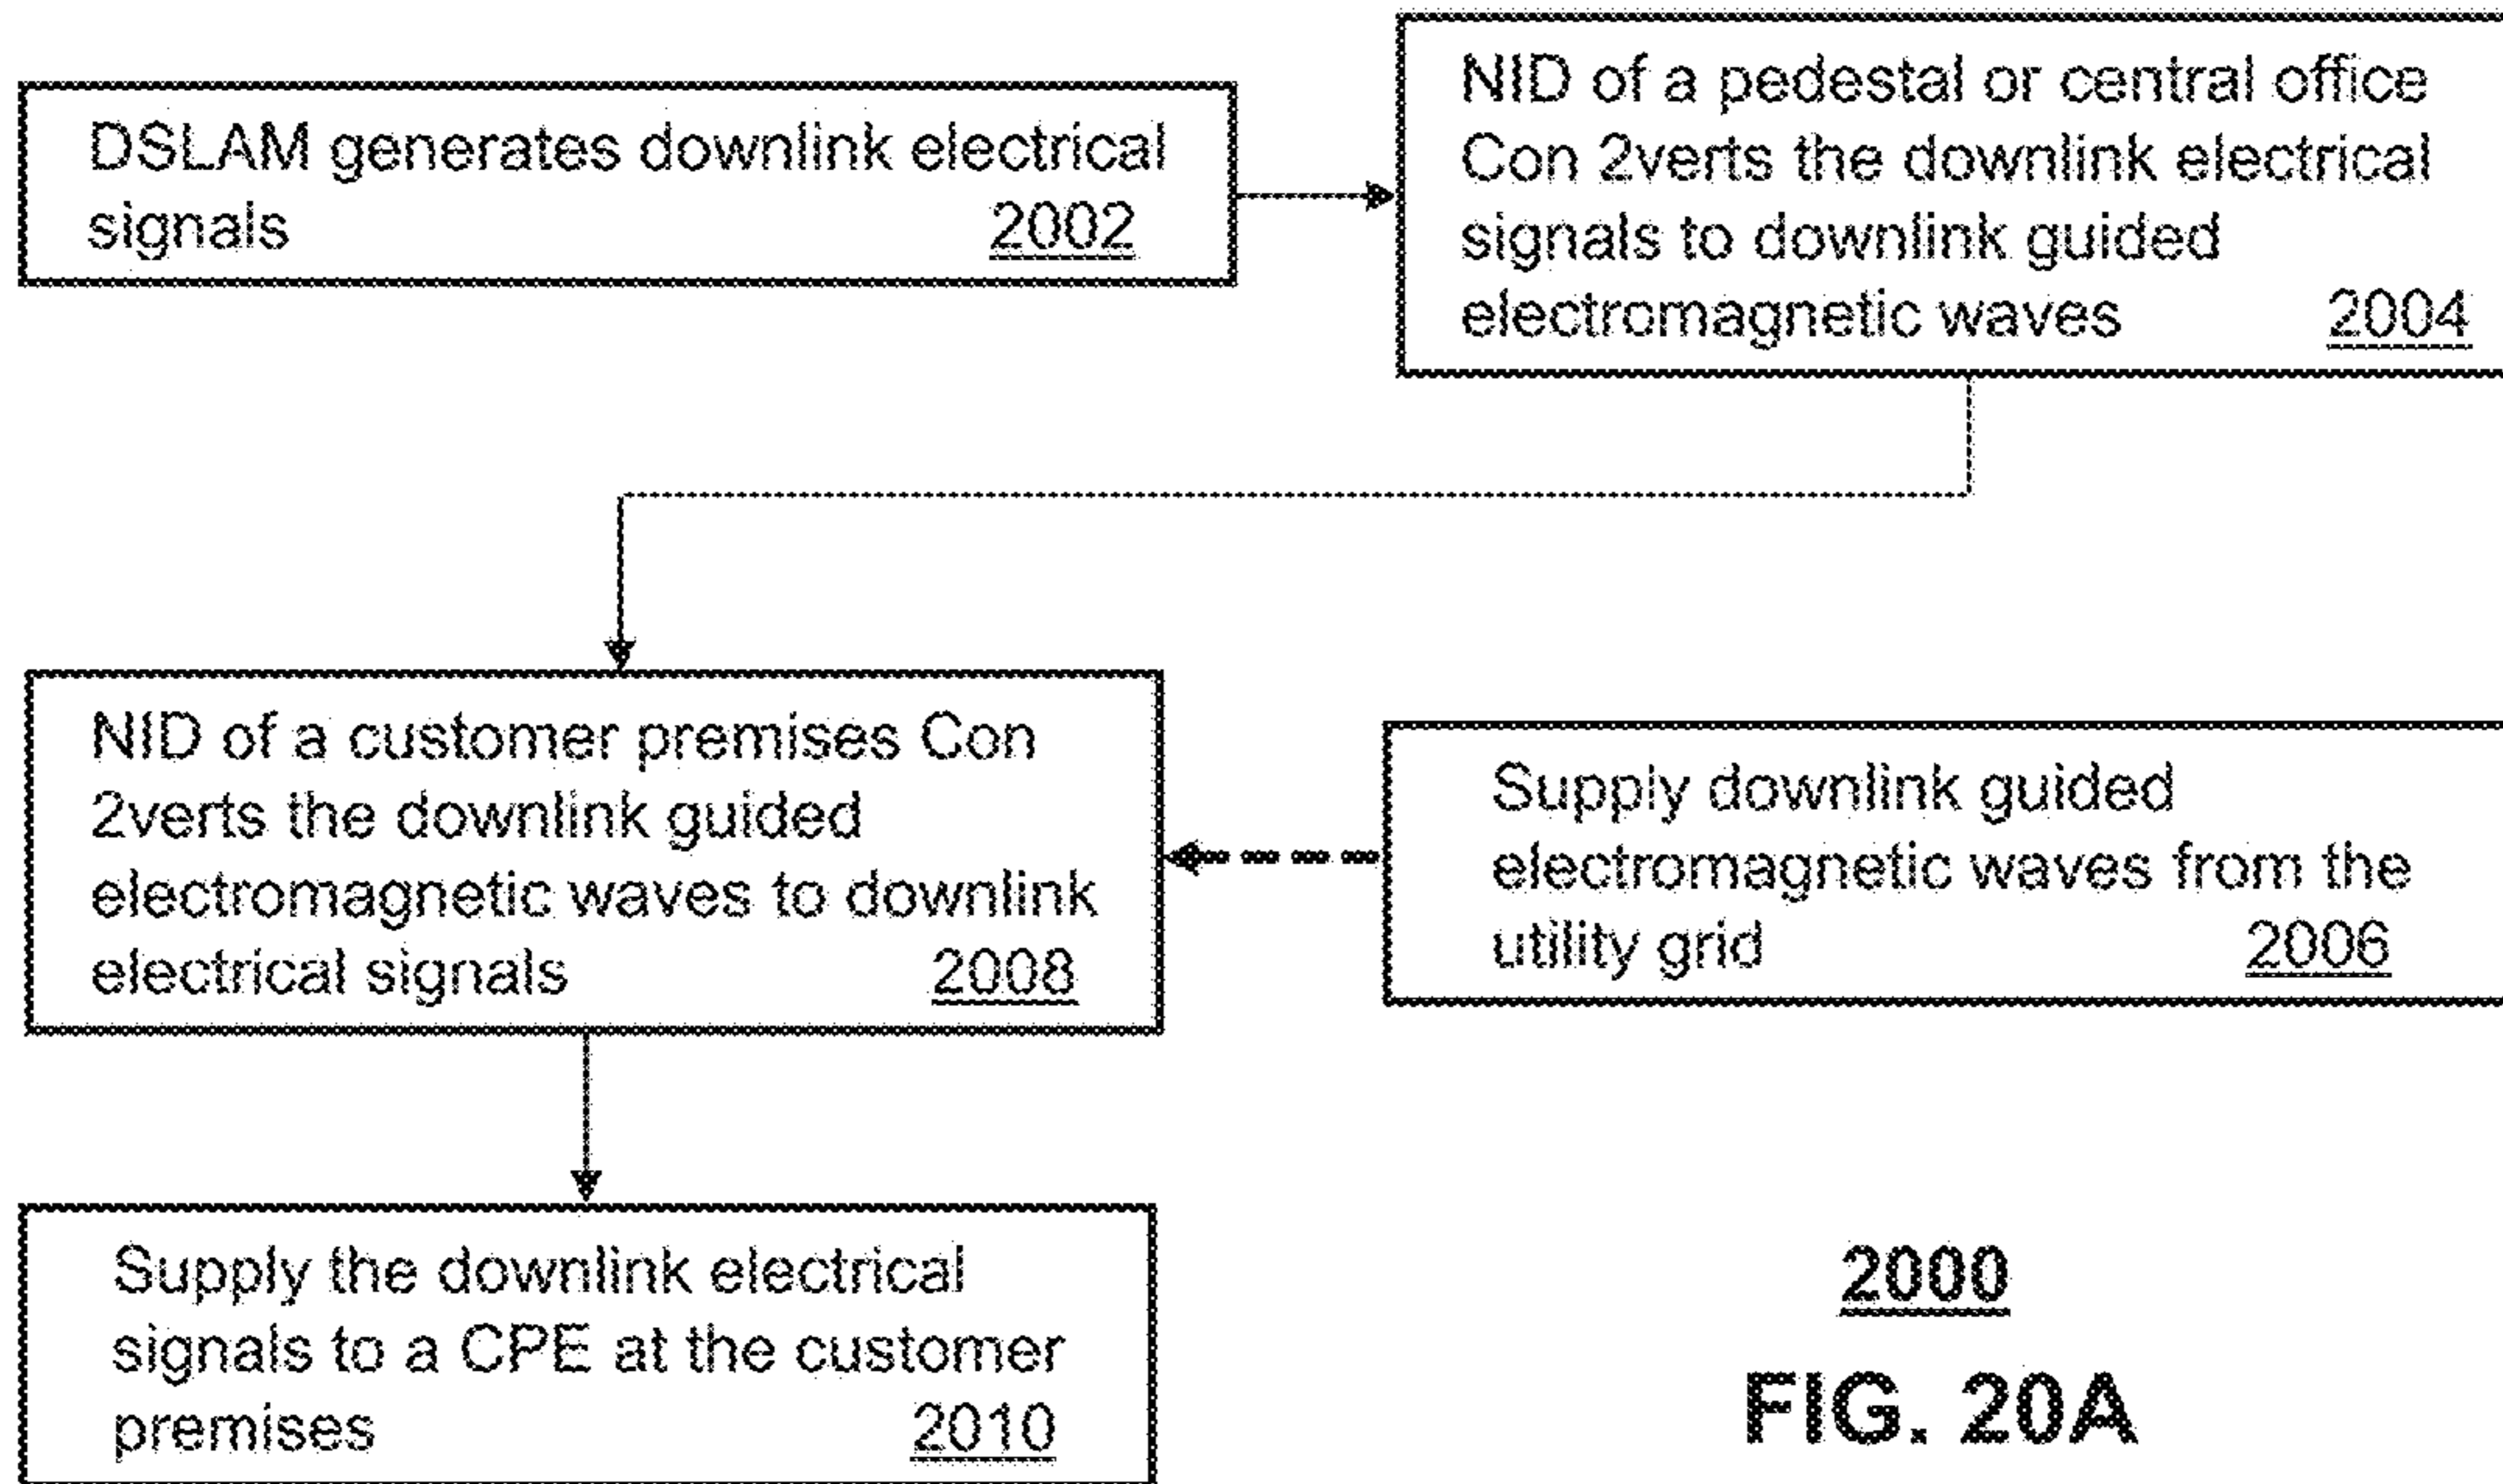 DSLAM generates downlink electrical
signals 2002
NID of a pedestal or central office
Con 2verts the downlink electrical
signals to downlink guided
electromagnetic waves 2004
NID of a customer premises Con
2verts the downlink guided
electromagnetic waves to downlink
electrical signals 2008
Supply downlink guided
electromagnetic waves from the
utility grid 2006
Supply the downlink electrical
signals to a CPE at the customer
premises 2010
2000
FIG. 20A